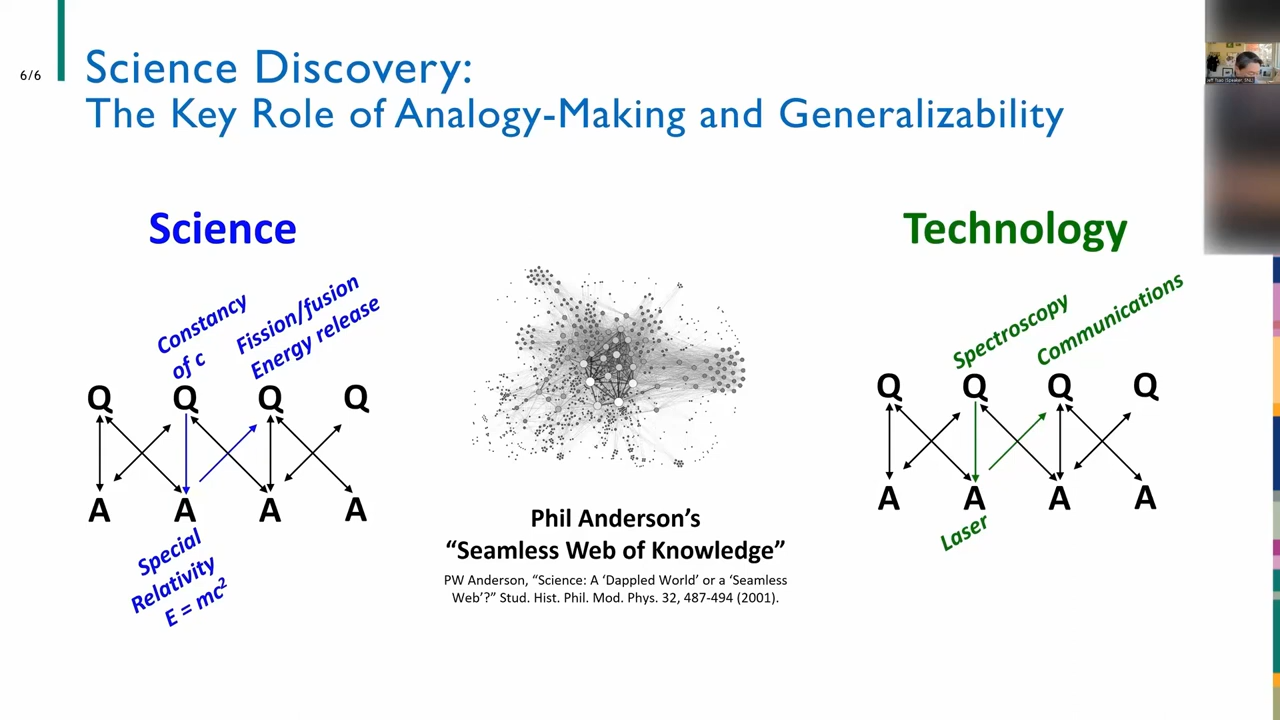 6/6
Science Discovery:
The Key Role of Analogy-Making and Generalizability
Science
Constancy
of c
Fission/fusion
Energy release
Q Q Q Q
A A A A
Special
Relativity
E = mc²
Phil Anderson’s
“Seamless Web of Knowledge”
PW Anderson, “Science: A ‘Dappled World’ or a ‘Seamless
Web’?” Stud. Hist. Phil. Mod. Phys. 32, 487-494 (2001).
Technology
Spectroscopy
Communications
Q Q Q Q
A A A A
Laser